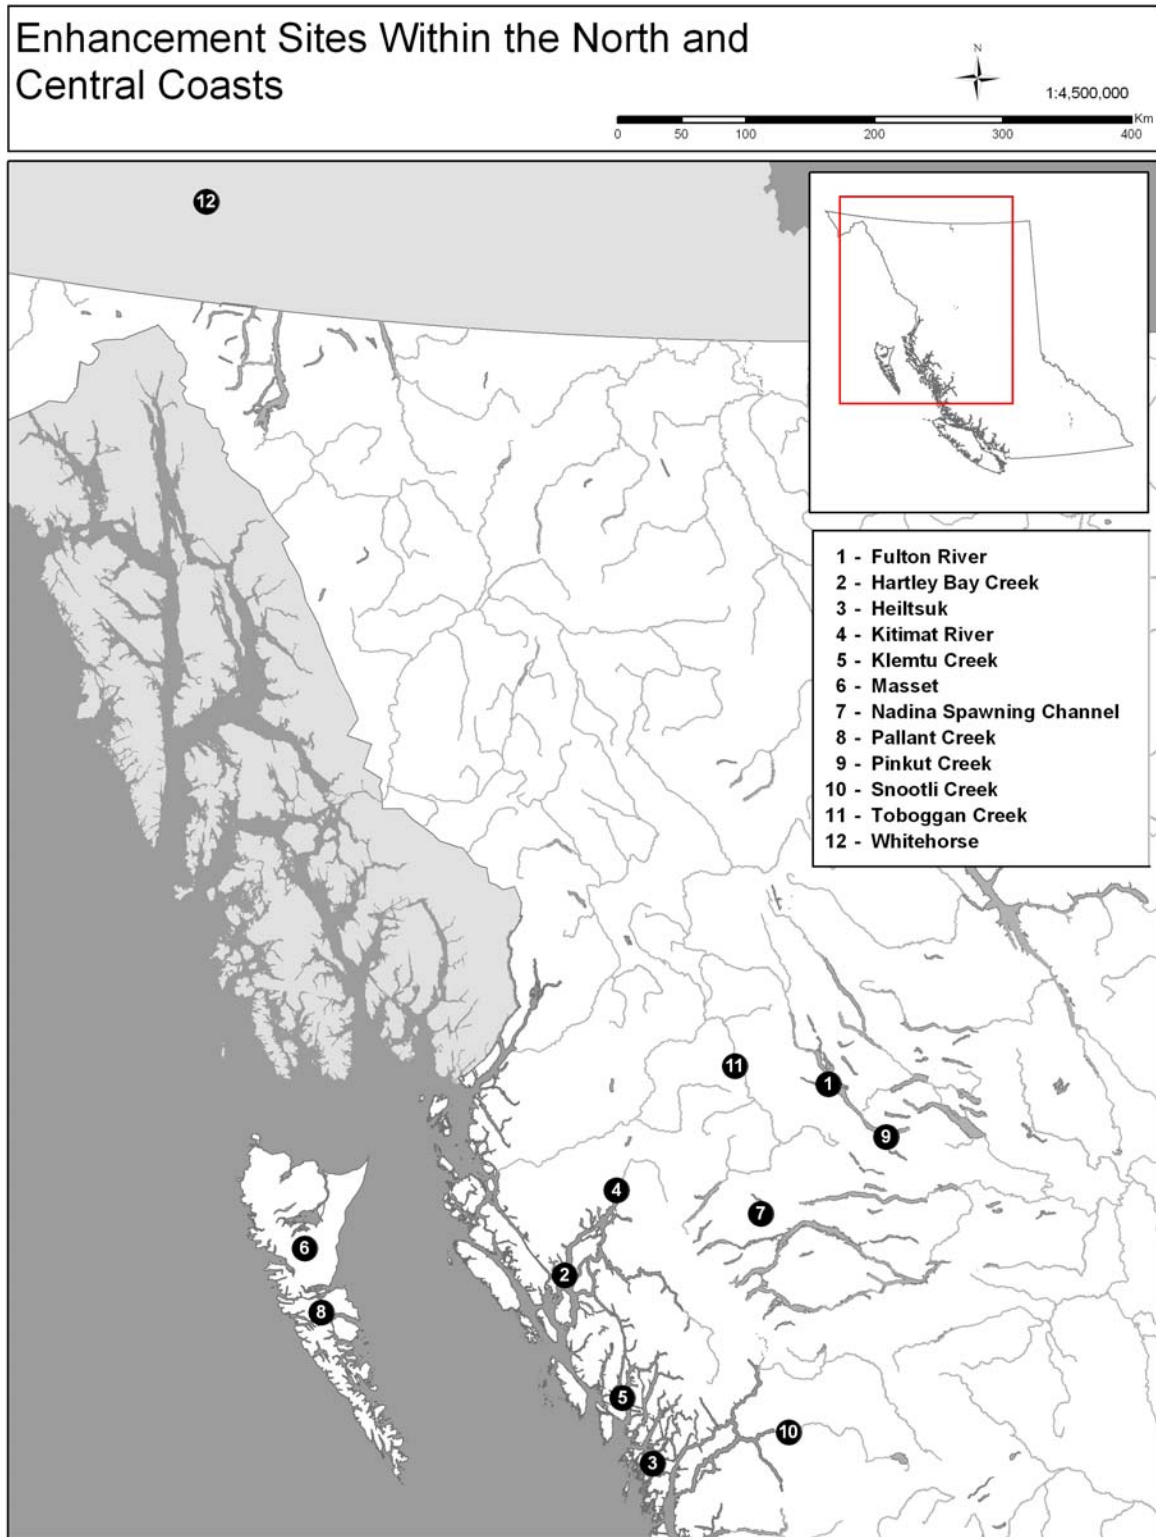 Enhancement Sites Within the North and
Central Coasts
N
1:4,500,000
Km
0 50 100 200 300 400
12
1 - Fulton River
2 - Hartley Bay Creek
3 - Heiltsuk
4 - Kitimat River
5 - Klemtu Creek
6 - Masset
7 - Nadina Spawning Channel
8 - Pallant Creek
9 - Pinkut Creek
10 - Snootli Creek
11 - Toboggan Creek
12 - Whitehorse
11
1
9
4
7
6
2
8
5
10
3